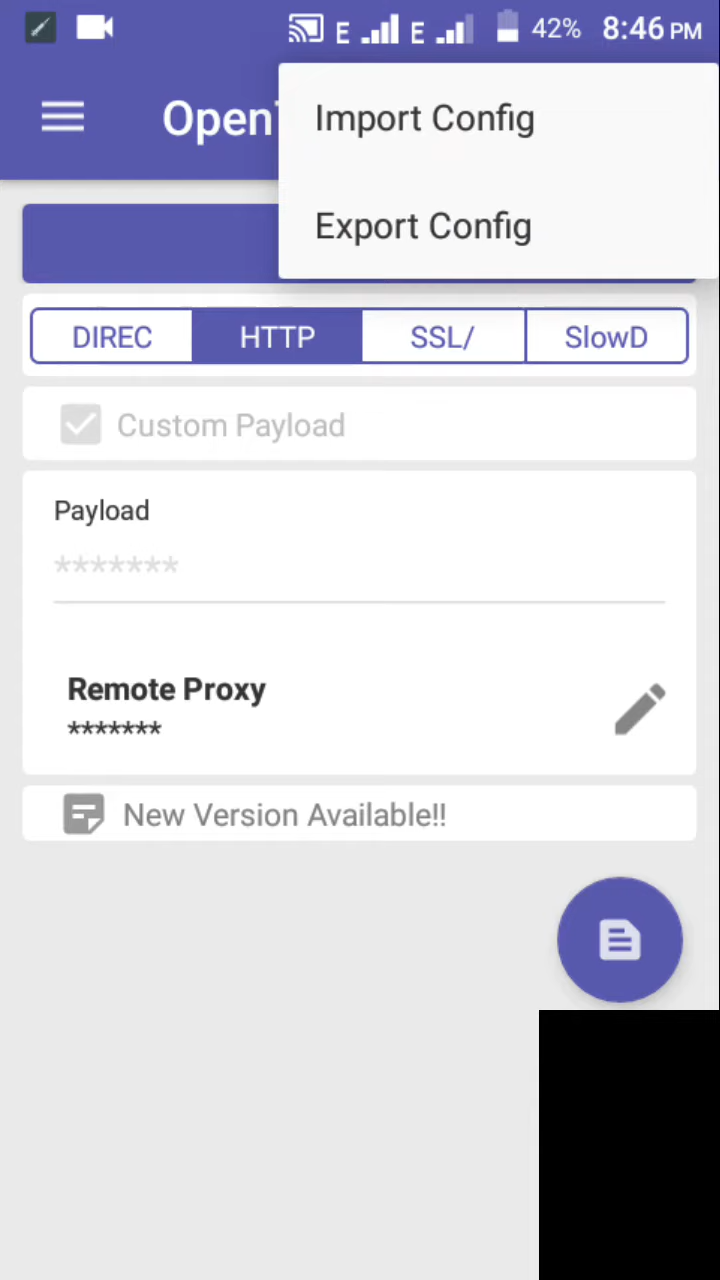 E E 42% 8:46 PM
Open
Import Config
Export Config
DIREC HTTP SSL/ SlowD
Custom Payload
Payload
*******
Remote Proxy
*******
New Version Available!!